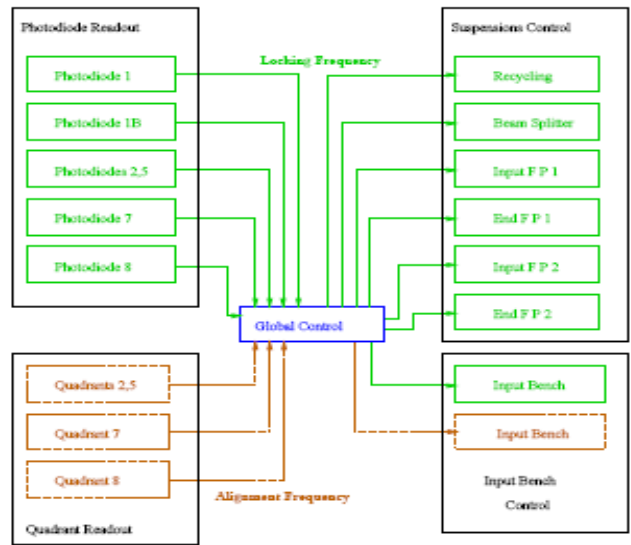 Photodiode Readout
Photodiode 1
Photodiode 1B
Photodiodes 2,5
Photodiode 7
Photodiode 8
Locking Frequency
Suspensions Control
Recycling
Beam Splitter
Input F P 1
End F P 1
Input F P 2
End F P 2
Global Control
Quadrants 2,5
Quadrant 7
Quadrant 8
Quadrant Readout
Alignment Frequency
Input Bench
Input Bench
Input Bench
Control